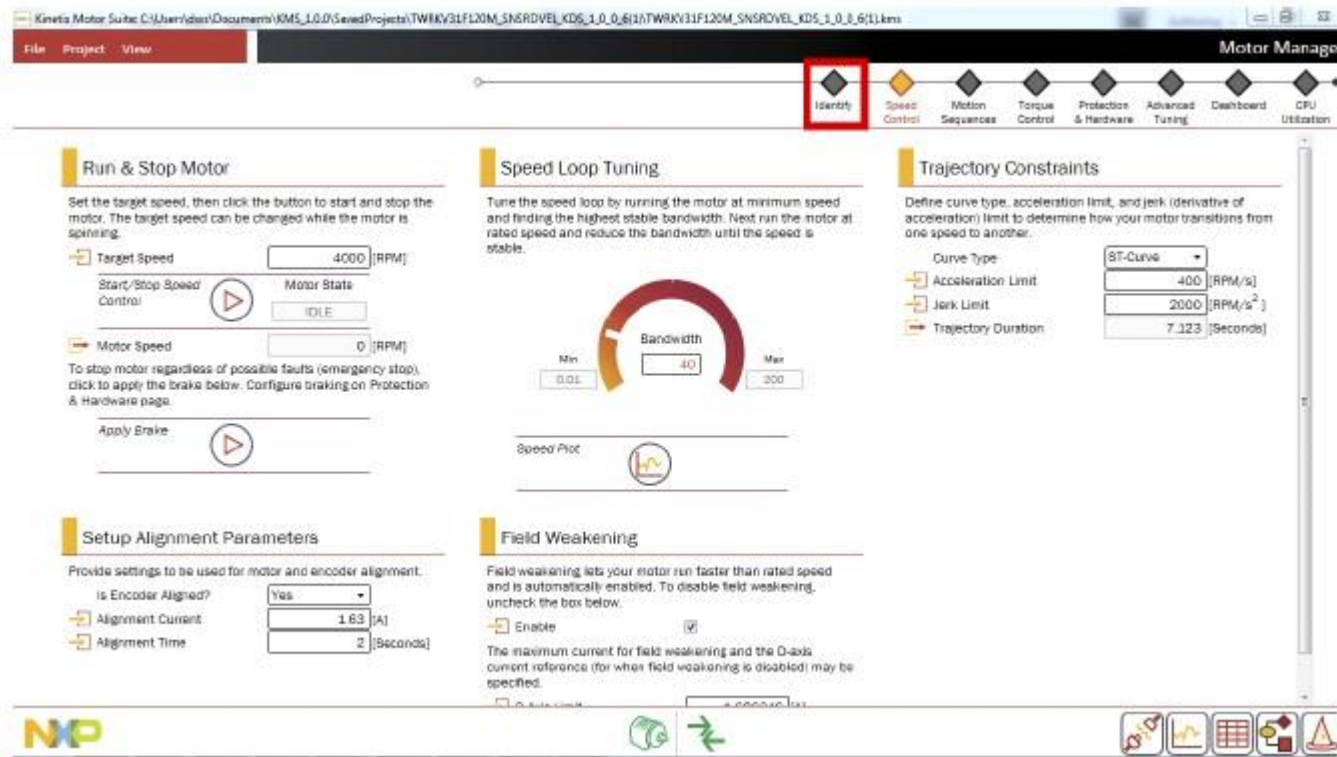 Kinetis Motor Suite: C:\Users\dws\Documents\KMS_1.0.0\SavedProjects\TWRKV31F120M_SNSRDVEL_KDS_1_0_0_6(1)\TWRKV31F120M_SNSRDVEL_KDS_1_0_0_6(1).kms
File Project View
Motor Manage
Identify
Speed Control
Motion Sequences
Torque Control
Protection & Hardware
Advanced Tuning
Dashboard
CPU Utilization
Run & Stop Motor
Set the target speed, then click the button to start and stop the
motor. The target speed can be changed while the motor is
spinning.
Target Speed 4000 [RPM]
Start/Stop Speed
Control
Motor State
IDLE
Motor Speed 0 [RPM]
To stop motor regardless of possible faults (emergency stop),
click to apply the brake below. Configure braking on Protection
& Hardware page.
Apply Brake
Speed Loop Tuning
Tune the speed loop by running the motor at minimum speed
and finding the highest stable bandwidth. Next run the motor at
rated speed and reduce the bandwidth until the speed is
stable.
Bandwidth
40
Min
0.01
Max
200
Speed Plot
Trajectory Constraints
Define curve type, acceleration limit, and jerk (derivative of
acceleration) limit to determine how your motor transitions from
one speed to another.
Curve Type ST-Curve
Acceleration Limit 400 [RPM/s]
Jerk Limit 2000 [RPM/s²]
Trajectory Duration 7.123 [Seconds]
Setup Alignment Parameters
Provide settings to be used for motor and encoder alignment.
Is Encoder Aligned? Yes
Alignment Current 1.63 [A]
Alignment Time 2 [Seconds]
Field Weakening
Field weakening lets your motor run faster than rated speed
and is automatically enabled. To disable field weakening,
uncheck the box below.
Enable
The maximum current for field weakening and the D-axis
current reference (for when field weakening is disabled) may be
specified.
NXP